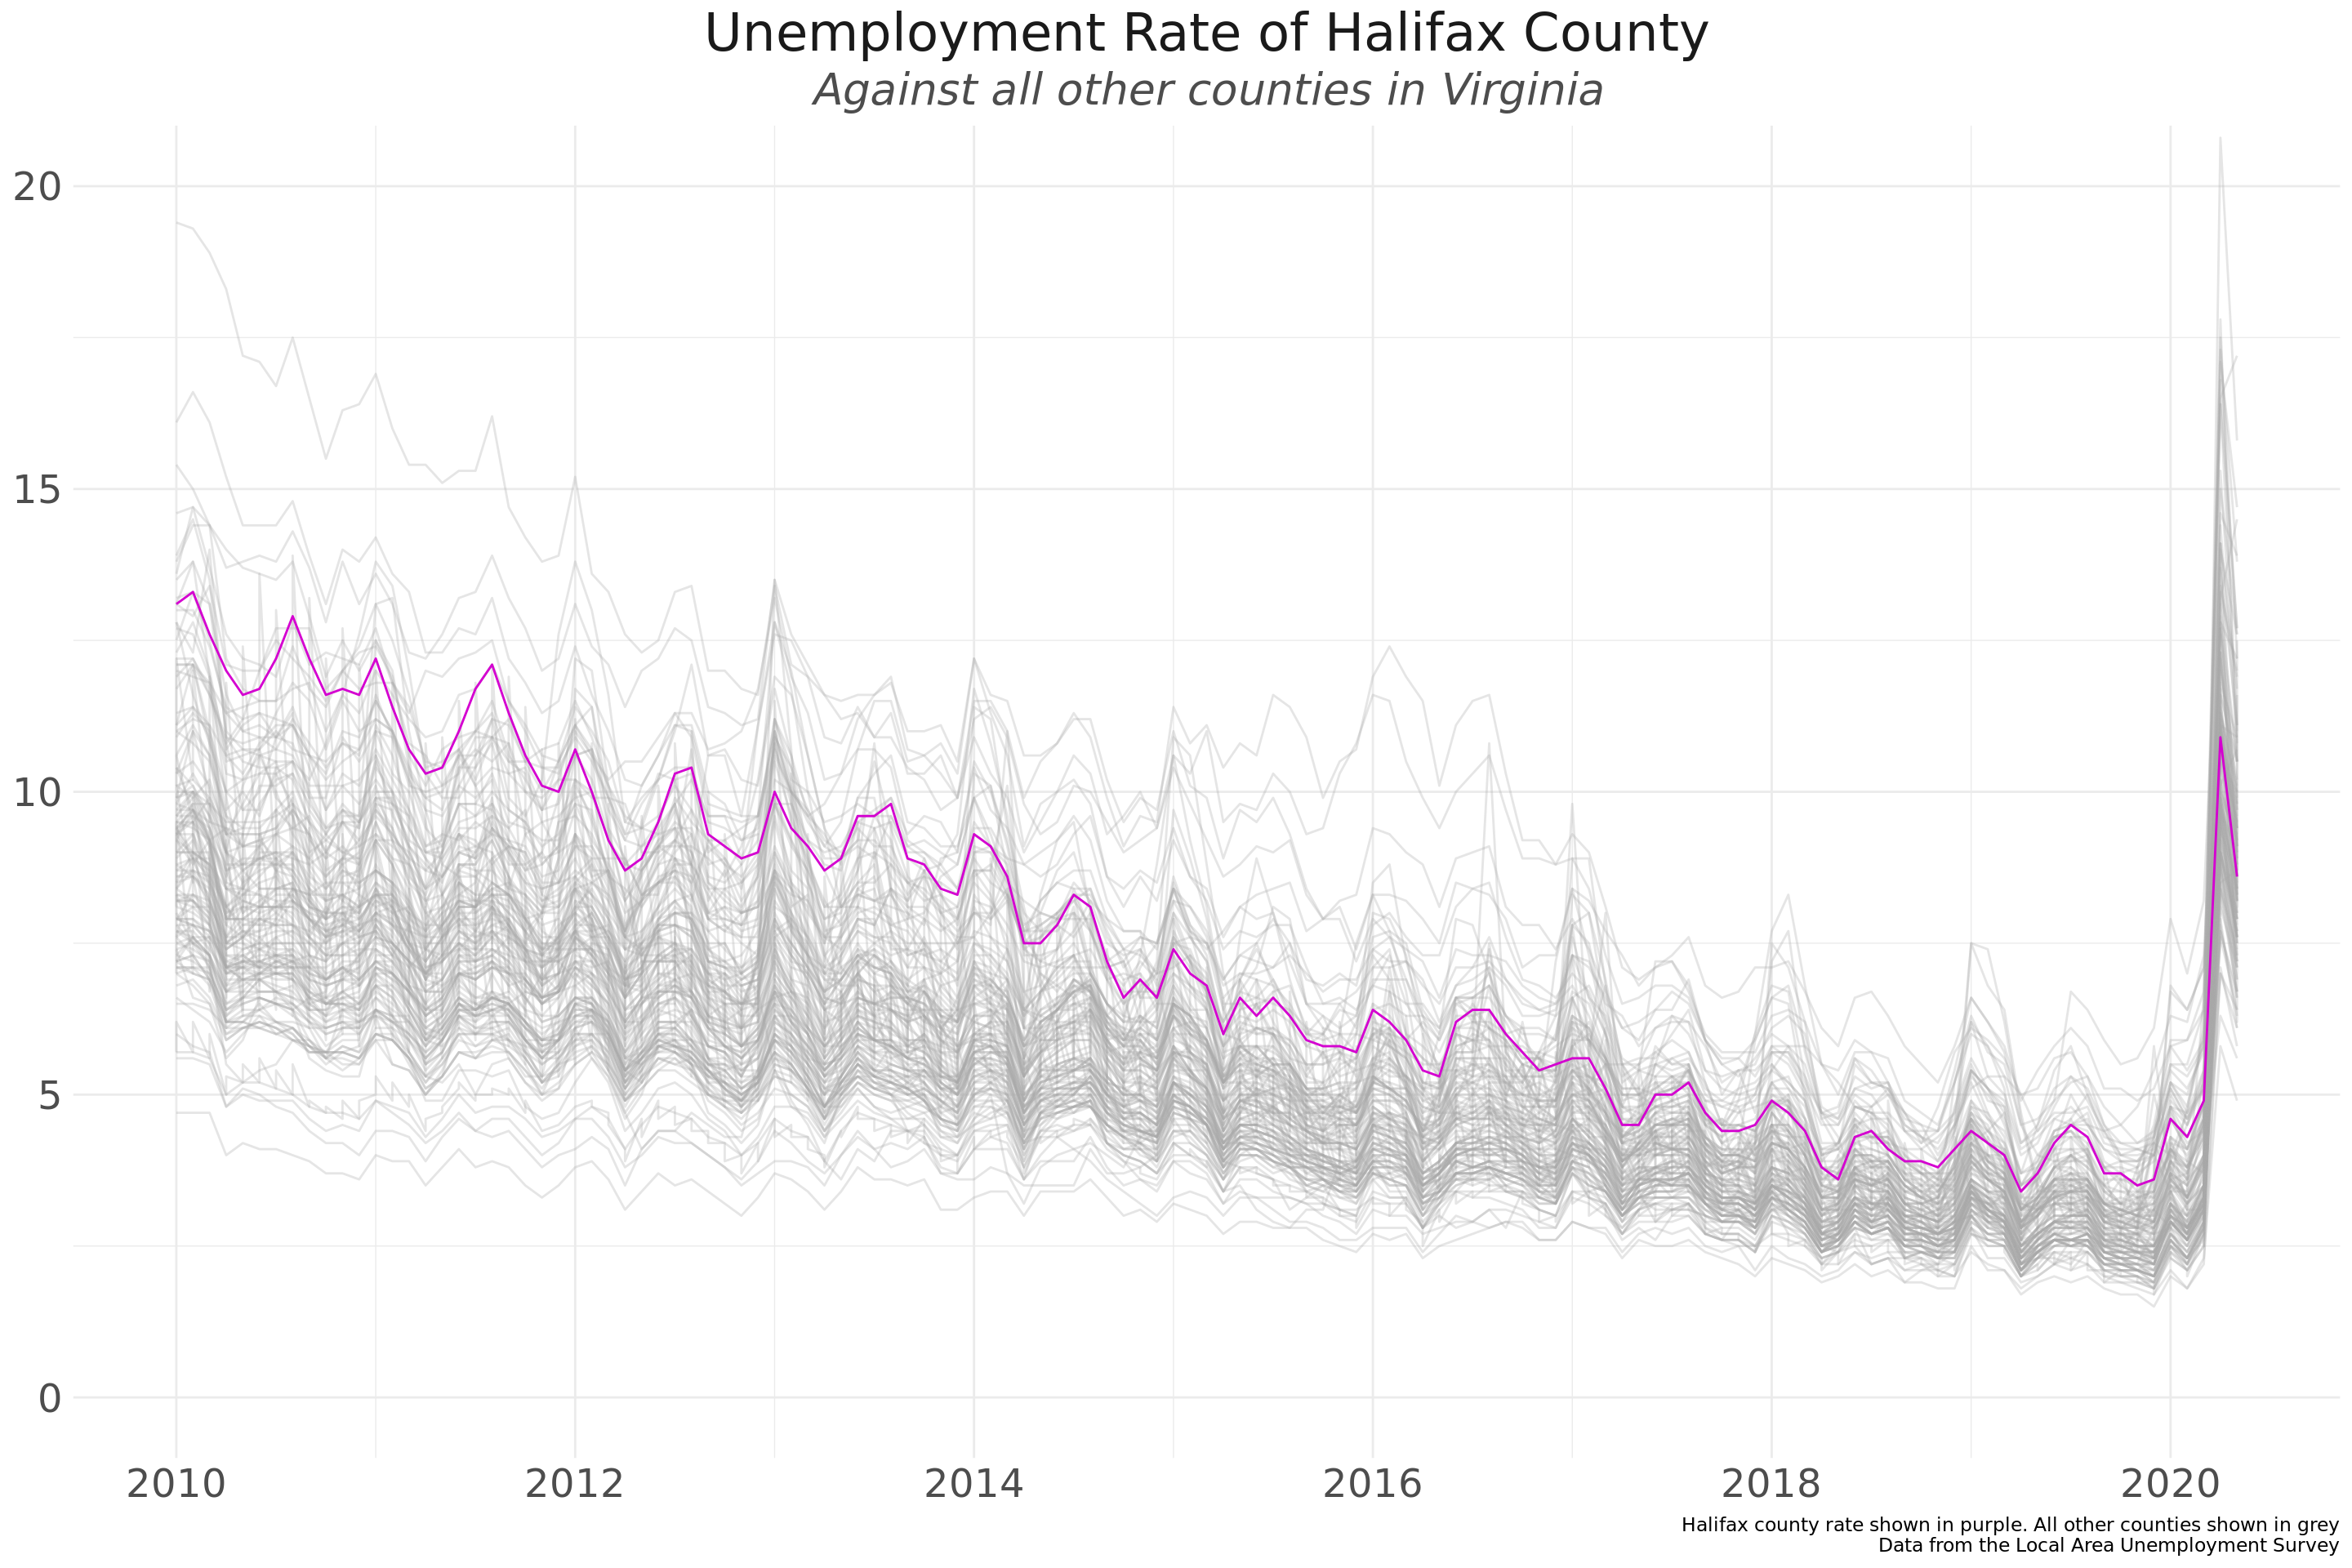 Unemployment Rate of Halifax County
Against all other counties in Virginia
20
15
10
5
0
2010 2012 2014 2016 2018 2020
Halifax county rate shown in purple. All other counties shown in grey
Data from the Local Area Unemployment Survey